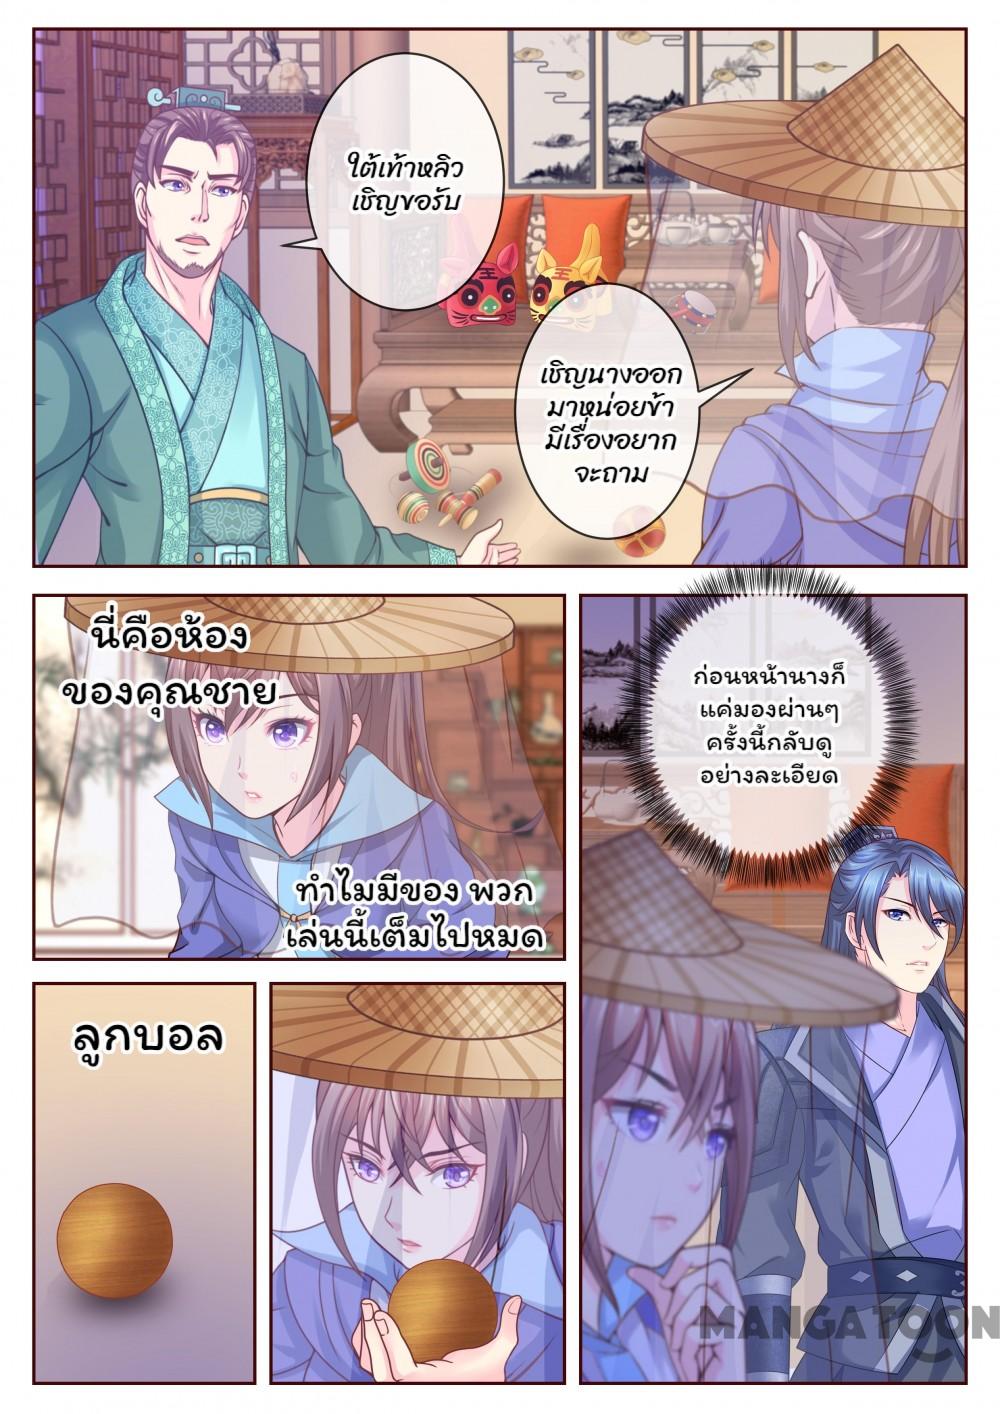 ใต้เท้าหลิว
เชิญขอรับ
เชิญนางออก
มาหน่อยข้า
มีเรื่องอยาก
จะถาม
นี่คือห้อง
ของคุณชาย
ทำไมมีของ พวก
เล่นนี้เต็มไปหมด
ก่อนหน้านางก็
แค่มองผ่านๆ
ครั้งนี้กลับดู
อย่างละเอียด
ลูกบอล
王
王
MANGATOON